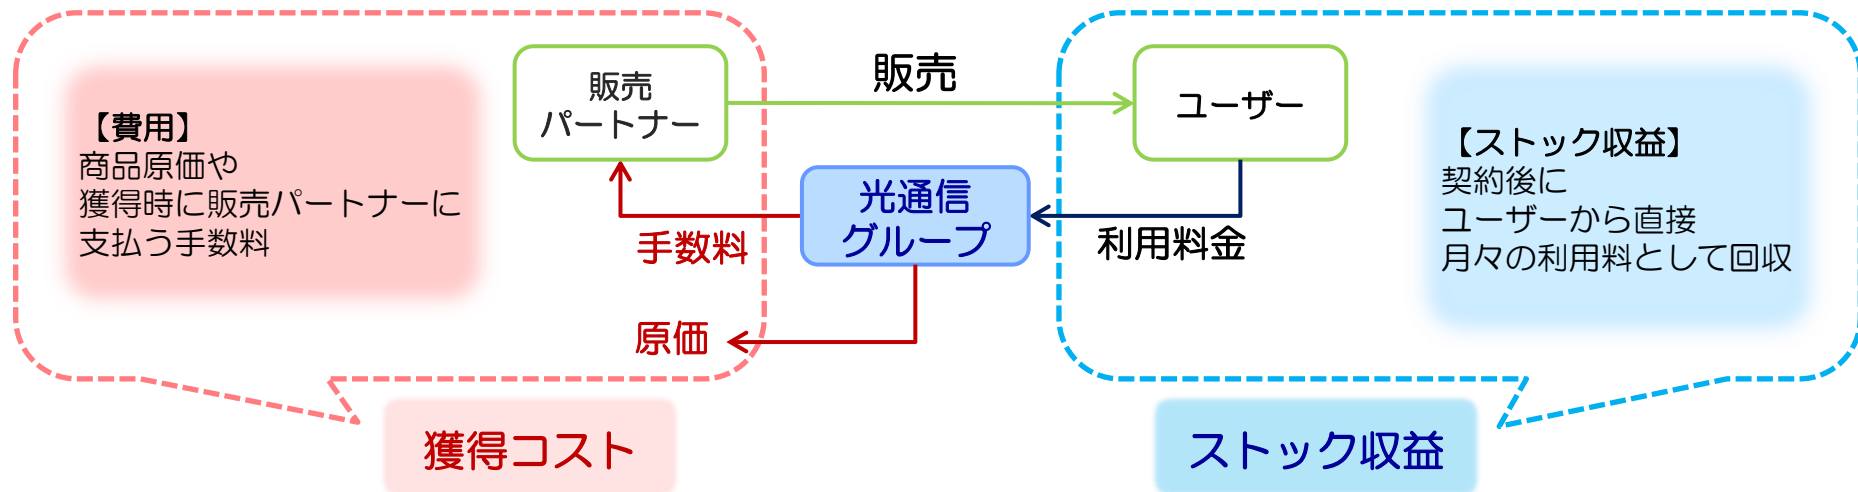 【費用】
商品原価や
獲得時に販売パートナーに
支払う手数料
販売
パートナー
販売
ユーザー
光通信
グループ
手数料
原価
利用料金
【ストック収益】
契約後に
ユーザーから直接
月々の利用料として回収
獲得コスト
ストック収益